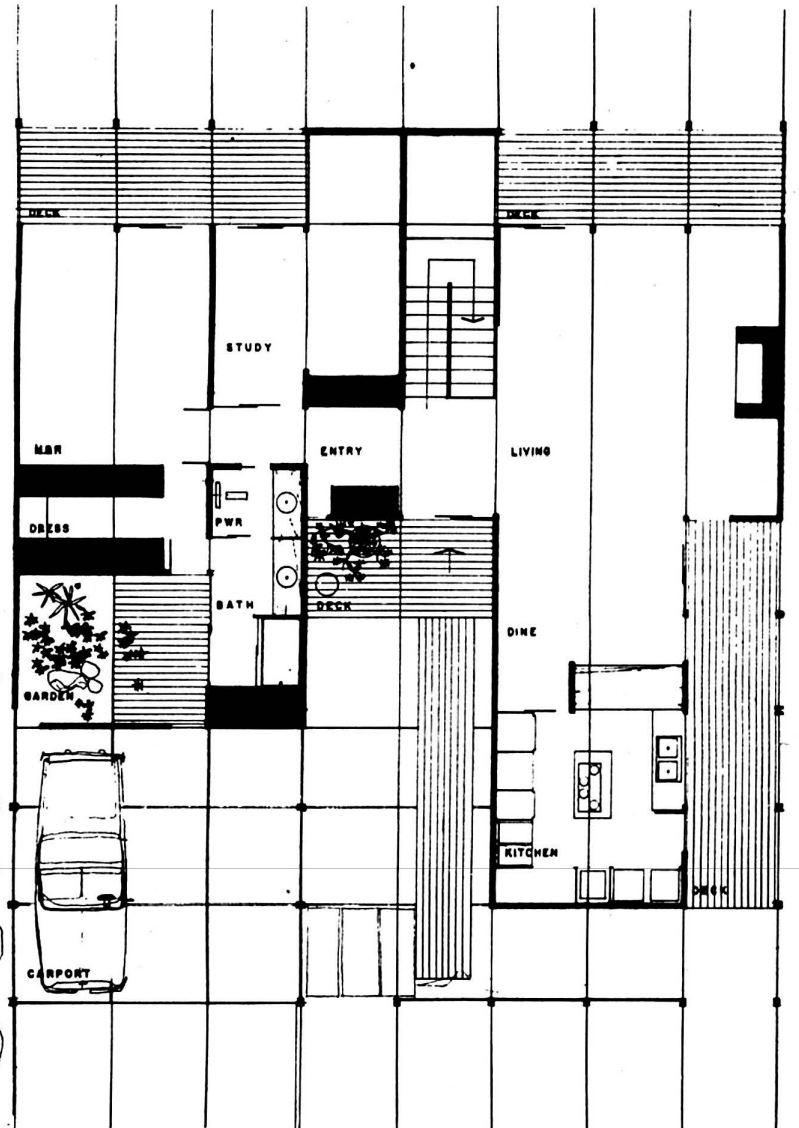 DECK
DECK
STUDY
MBR
ENTRY
LIVING
PWR
DRESS
BATH
DECK
DINE
GARDEN
KITCHEN
DECK
CARPORT